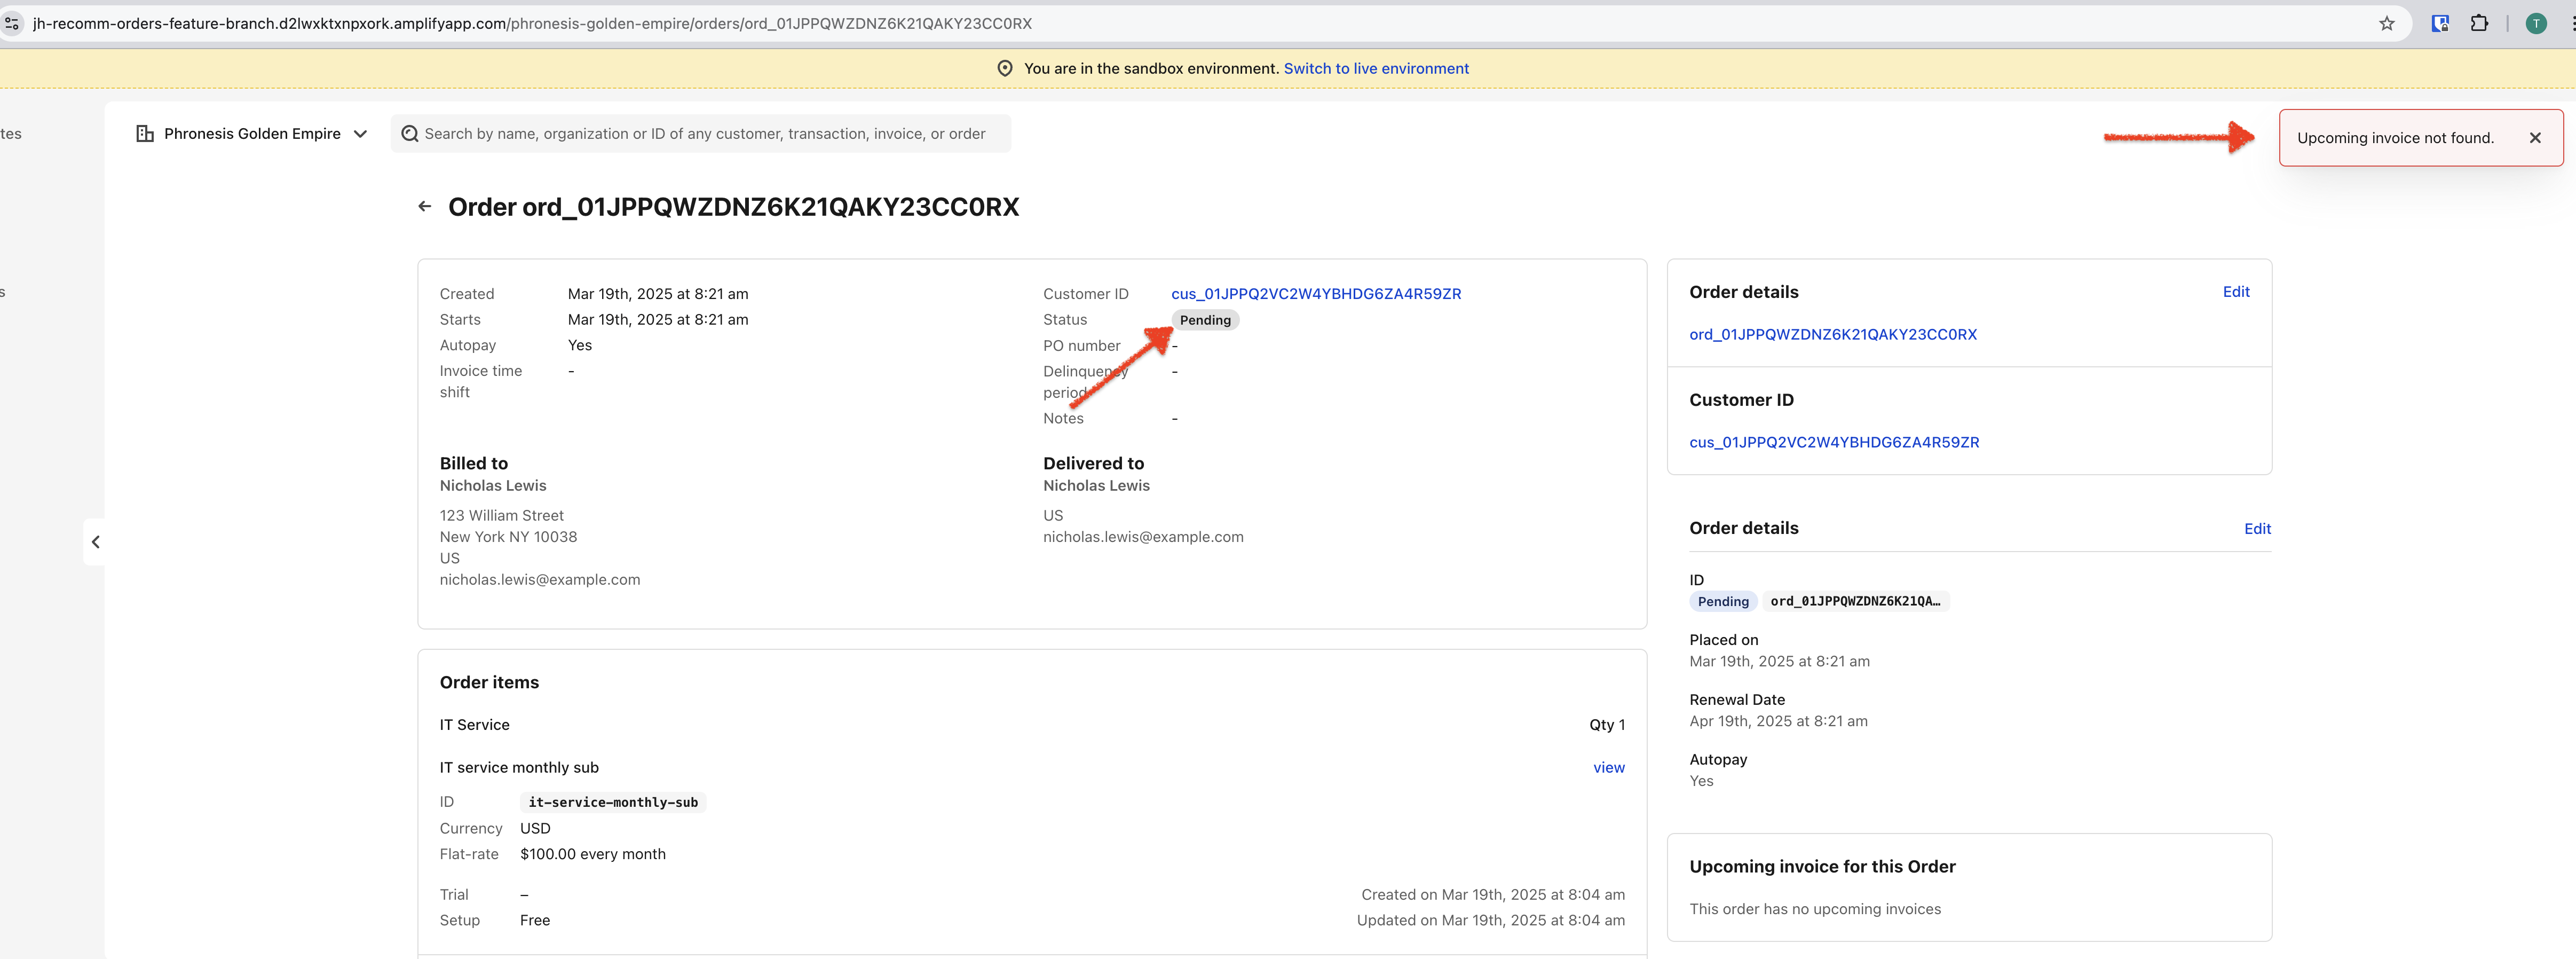 jh-recomm-orders-feature-branch.d2lwxktxnpxork.amplifyapp.com/phronesis-golden-empire/orders/ord_01JPPQWZDNZ6K21QAKY23CC0RX
T
You are in the sandbox environment. Switch to live environment
tes
Phronesis Golden Empire
Search by name, organization or ID of any customer, transaction, invoice, or order
Upcoming invoice not found.
Order ord_01JPPQWZDNZ6K21QAKY23CC0RX
s
Created Mar 19th, 2025 at 8:21 am
Starts Mar 19th, 2025 at 8:21 am
Autopay Yes
Invoice time shift -
Customer ID cus_01JPPQ2VC2W4YBHDG6ZA4R59ZR
Status Pending
PO number -
Delinquency period -
Notes -
Billed to
Nicholas Lewis
123 William Street
New York NY 10038
US
nicholas.lewis@example.com
Delivered to
Nicholas Lewis
US
nicholas.lewis@example.com
Order items
IT Service Qty 1
IT service monthly sub view
ID it-service-monthly-sub
Currency USD
Flat-rate $100.00 every month
Trial –
Setup Free
Created on Mar 19th, 2025 at 8:04 am
Updated on Mar 19th, 2025 at 8:04 am
Order details Edit
ord_01JPPQWZDNZ6K21QAKY23CC0RX
Customer ID
cus_01JPPQ2VC2W4YBHDG6ZA4R59ZR
Order details Edit
ID
Pending ord_01JPPQWZDNZ6K21QA…
Placed on
Mar 19th, 2025 at 8:21 am
Renewal Date
Apr 19th, 2025 at 8:21 am
Autopay
Yes
Upcoming invoice for this Order
This order has no upcoming invoices